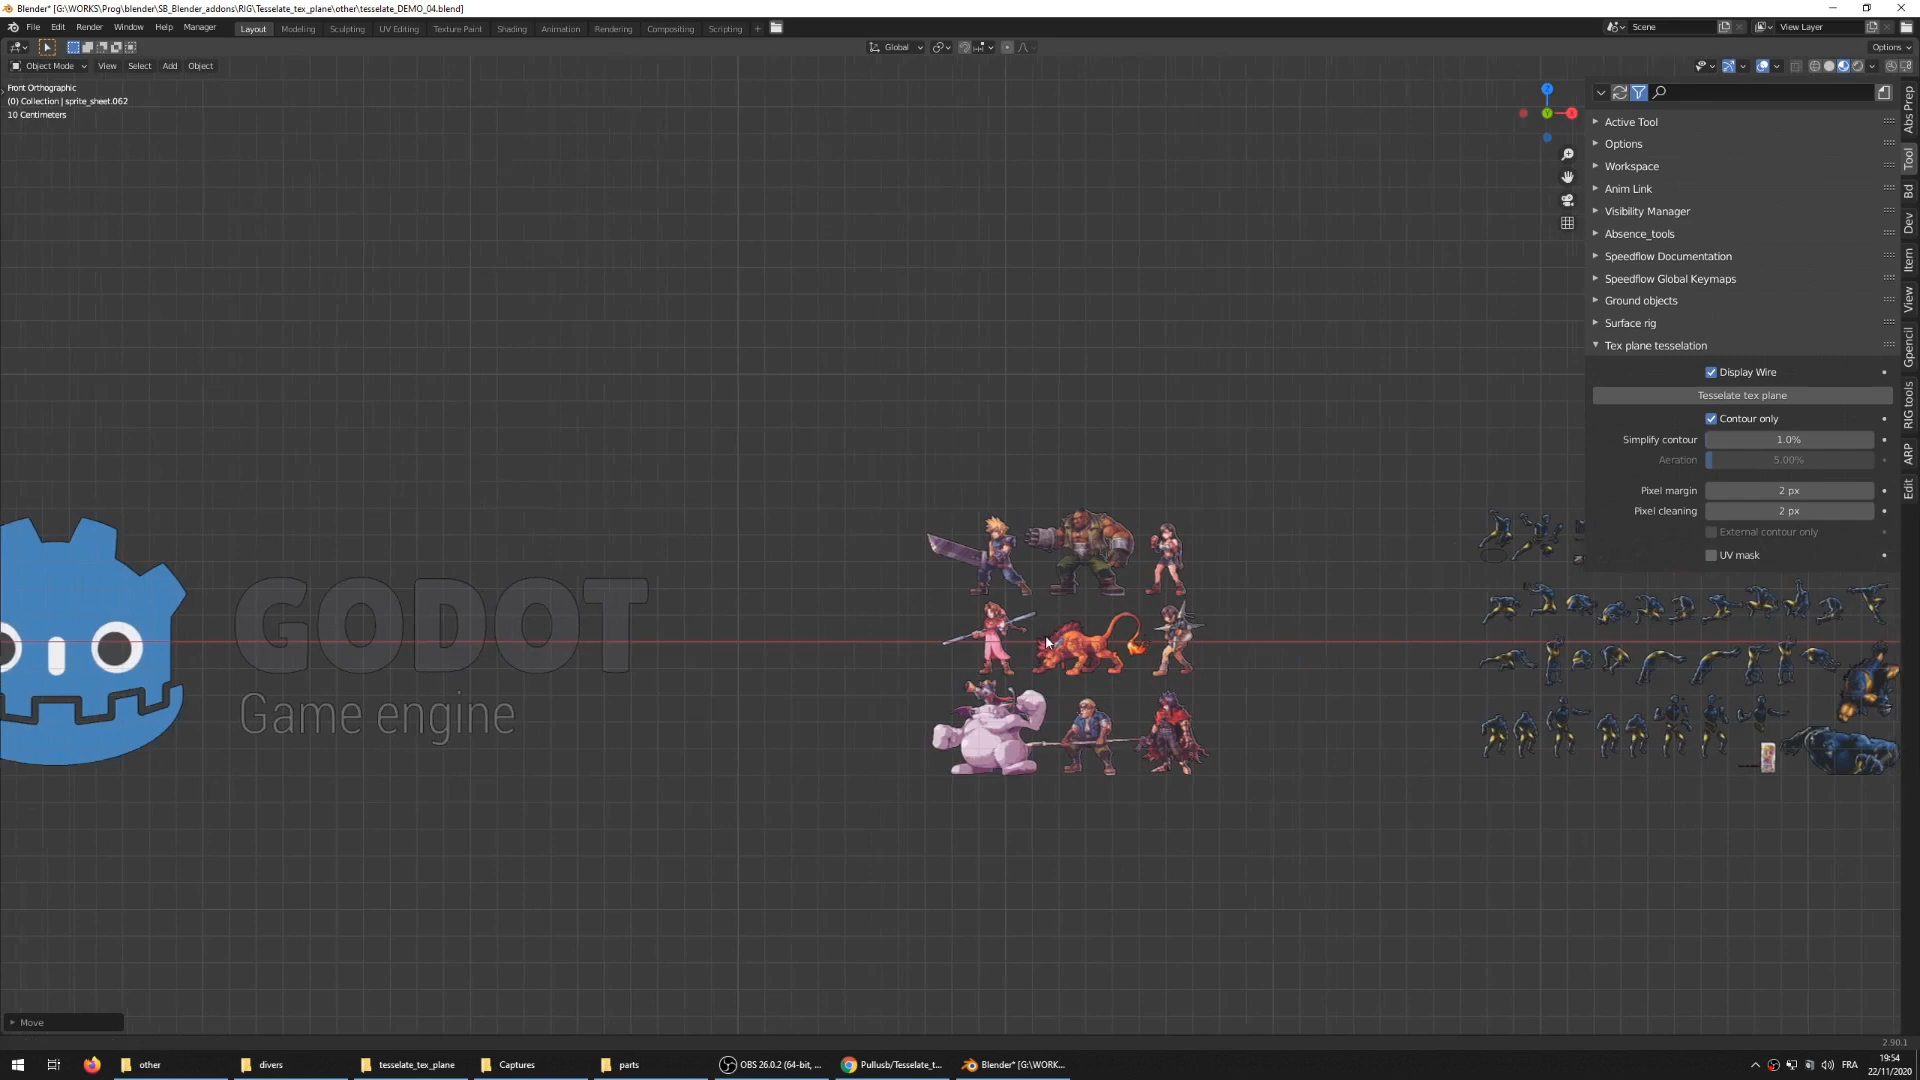 Blender* [G:\WORKS\Prog\blender\SB_Blender_addons\RIG\Tesselate_tex_plane\other\tesselate_DEMO_04.blend]
File Edit Render Window Help Manager Layout Modeling Sculpting UV Editing Texture Paint Shading Animation Rendering Compositing Scripting + Scene View Layer
Global Options
Object Mode View Select Add Object
Front Orthographic
(0) Collection | sprite_sheet.062
10 Centimeters
Active Tool
Options
Workspace
Anim Link
Visibility Manager
Absence_tools
Speedflow Documentation
Speedflow Global Keymaps
Ground objects
Surface rig
Tex plane tesselation
Display Wire
Tesselate tex plane
Contour only
Simplify contour 1.0%
Aeration 5.00%
Pixel margin 2 px
Pixel cleaning 2 px
External contour only
UV mask
Abs Prep
Tool
Bd
Dev
Item
View
Gpencil
RIG tools
ARP
Edit
Z
Y
X
GODOT
Game engine
Move
2.90.1
other divers tesselate_tex_plane Captures parts OBS 26.0.2 (64-bit, ... Pullusb/Tesselate_t... Blender* [G:\WORK... FRA 19:54
22/11/2020